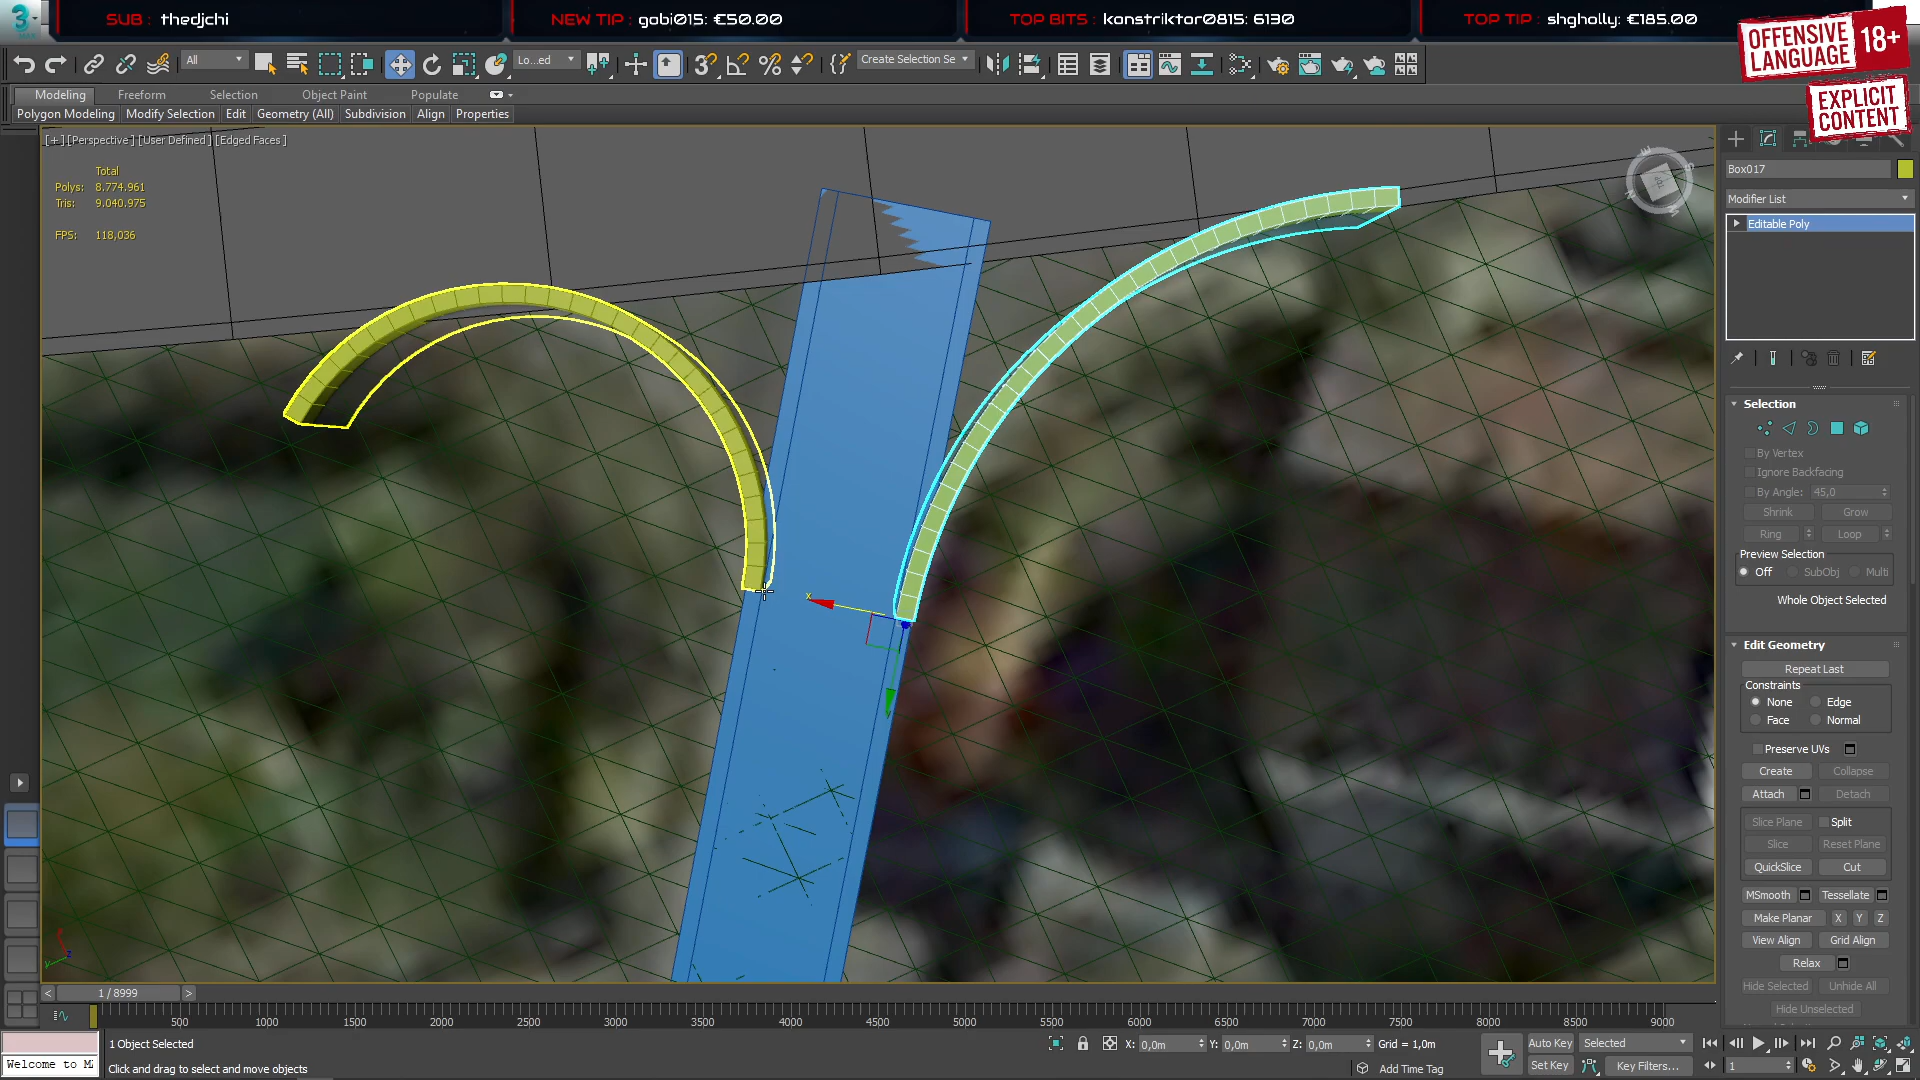 SUB : thedjchi
NEW TIP : gabi015: €50.00
TOP BITS : konstriktor0815: 6130
TOP TIP : shgholly: €185.00
OFFENSIVE
LANGUAGE
18+
EXPLICIT
CONTENT
3
MAX
All
Lo...ed
Create Selection Se
Modeling
Freeform
Selection
Object Paint
Populate
Polygon Modeling
Modify Selection
Edit
Geometry (All)
Subdivision
Align
Properties
[+] [Perspective ] [User Defined ] [Edged Faces ]
Total
Polys: 8.774.961
Tris: 9.040.975
FPS: 118,036
x
Box017
Modifier List
Editable Poly
Selection
By Vertex
Ignore Backfacing
By Angle: 45,0
Shrink
Grow
Ring
Loop
Preview Selection
Off
SubObj
Multi
Whole Object Selected
Edit Geometry
Repeat Last
Constraints
None
Edge
Face
Normal
Preserve UVs
Create
Collapse
Attach
Detach
Slice Plane
Split
Slice
Reset Plane
QuickSlice
Cut
MSmooth
Tessellate
Make Planar
X
Y
Z
View Align
Grid Align
Relax
Hide Selected
Unhide All
Hide Unselected
< 1 / 8999 >
500 1000 1500 2000 2500 3000 3500 4000 4500 5000 5500 6000 6500 7000 7500 8000 8500 9000
1 Object Selected
X: 0,0m Y: 0,0m Z: 0,0m Grid = 1,0m
Auto Key
Selected
Welcome to M
Click and drag to select and move objects
Add Time Tag
Set Key
Key Filters...
1